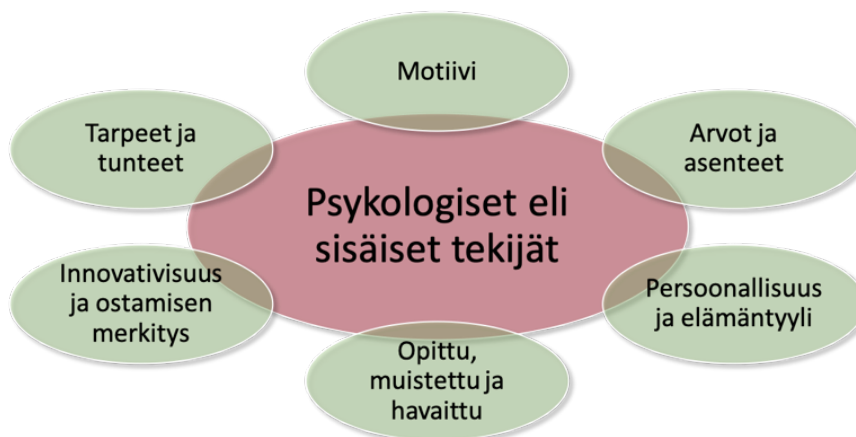 Motiivi
Tarpeet ja
tunteet
Arvot ja
asenteet
Psykologiset eli
sisäiset tekijät
Innovativisuus
ja ostamisen
merkitys
Persoonallisuus
ja elämäntyyli
Opittu,
muistettu ja
havaittu